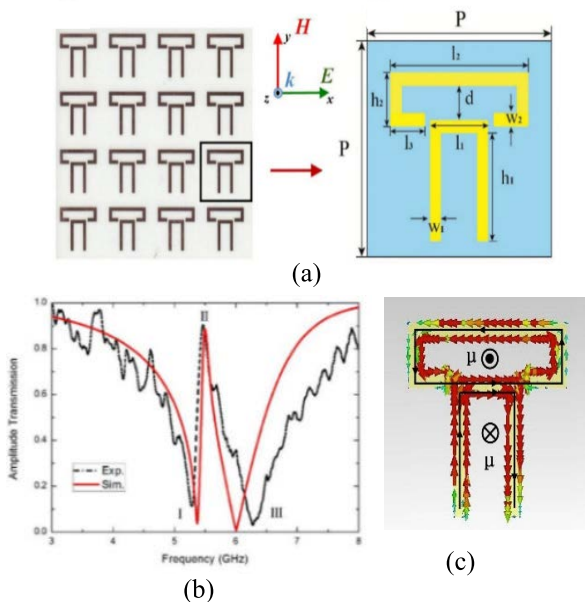 P
y H
k E
z x
l₂
h₂
d
W₂
P
l₃
l₁
h₁
W₁
(a)
1.0
0.8
0.6
0.4
0.2
0.0
Amplitude Transmission
II
Exp.
Sim.
I
III
3 4 5 6 7 8
Frequency (GHz)
(b)
μ
μ
(c)